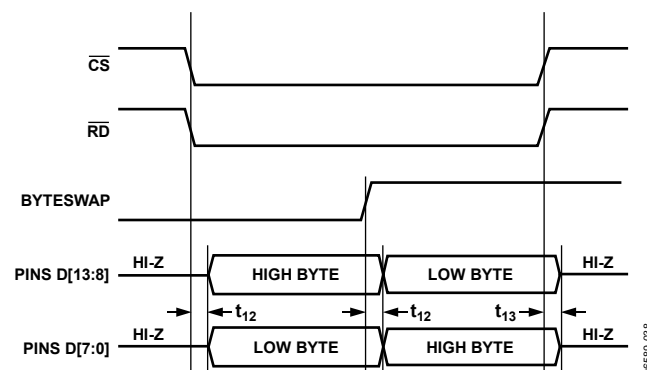 CS
RD
BYTESWAP
PINS D[13:8] HI-Z HIGH BYTE LOW BYTE HI-Z
t12 t12 t13
PINS D[7:0] HI-Z LOW BYTE HIGH BYTE HI-Z